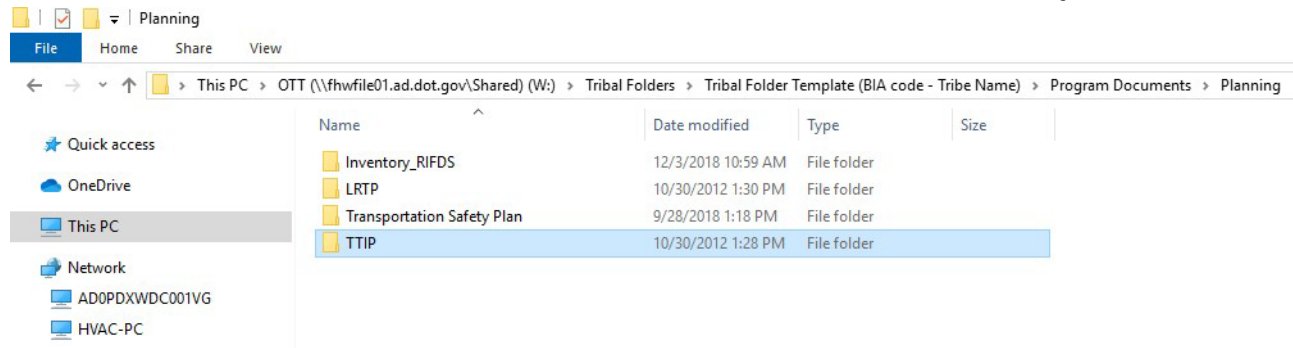 Planning
File Home Share View
This PC > OTT (\\fhwfile01.ad.dot.gov\Shared) (W:) > Tribal Folders > Tribal Folder Template (BIA code - Tribe Name) > Program Documents > Planning
Name Date modified Type Size
Quick access
OneDrive
This PC
Network
AD0PDXWDC001VG
HVAC-PC
Inventory_RIFDS 12/3/2018 10:59 AM File folder
LRTP 10/30/2012 1:30 PM File folder
Transportation Safety Plan 9/28/2018 1:18 PM File folder
TTIP 10/30/2012 1:28 PM File folder